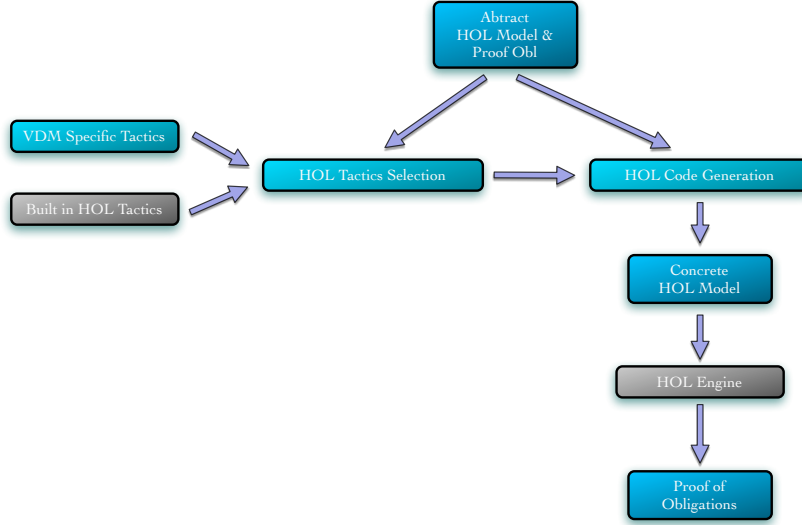 Abtract
HOL Model &
Proof Obl
VDM Specific Tactics
HOL Tactics Selection
HOL Code Generation
Built in HOL Tactics
Concrete
HOL Model
HOL Engine
Proof of
Obligations